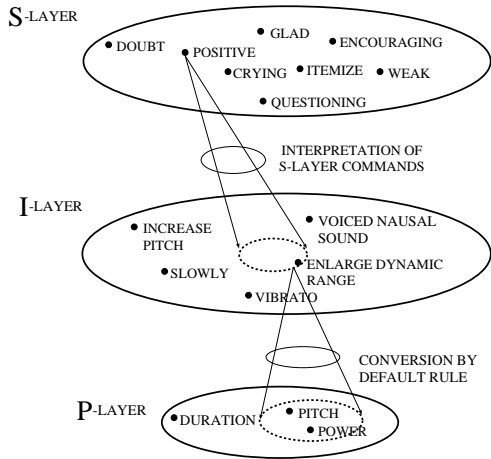 S-LAYER
GLAD
DOUBT
POSITIVE
ENCOURAGING
CRYING
ITEMIZE
WEAK
QUESTIONING
INTERPRETATION OF
S-LAYER COMMANDS
I-LAYER
INCREASE
PITCH
VOICED NAUSAL
SOUND
SLOWLY
ENLARGE DYNAMIC
RANGE
VIBRATO
CONVERSION BY
DEFAULT RULE
P-LAYER
DURATION
PITCH
POWER